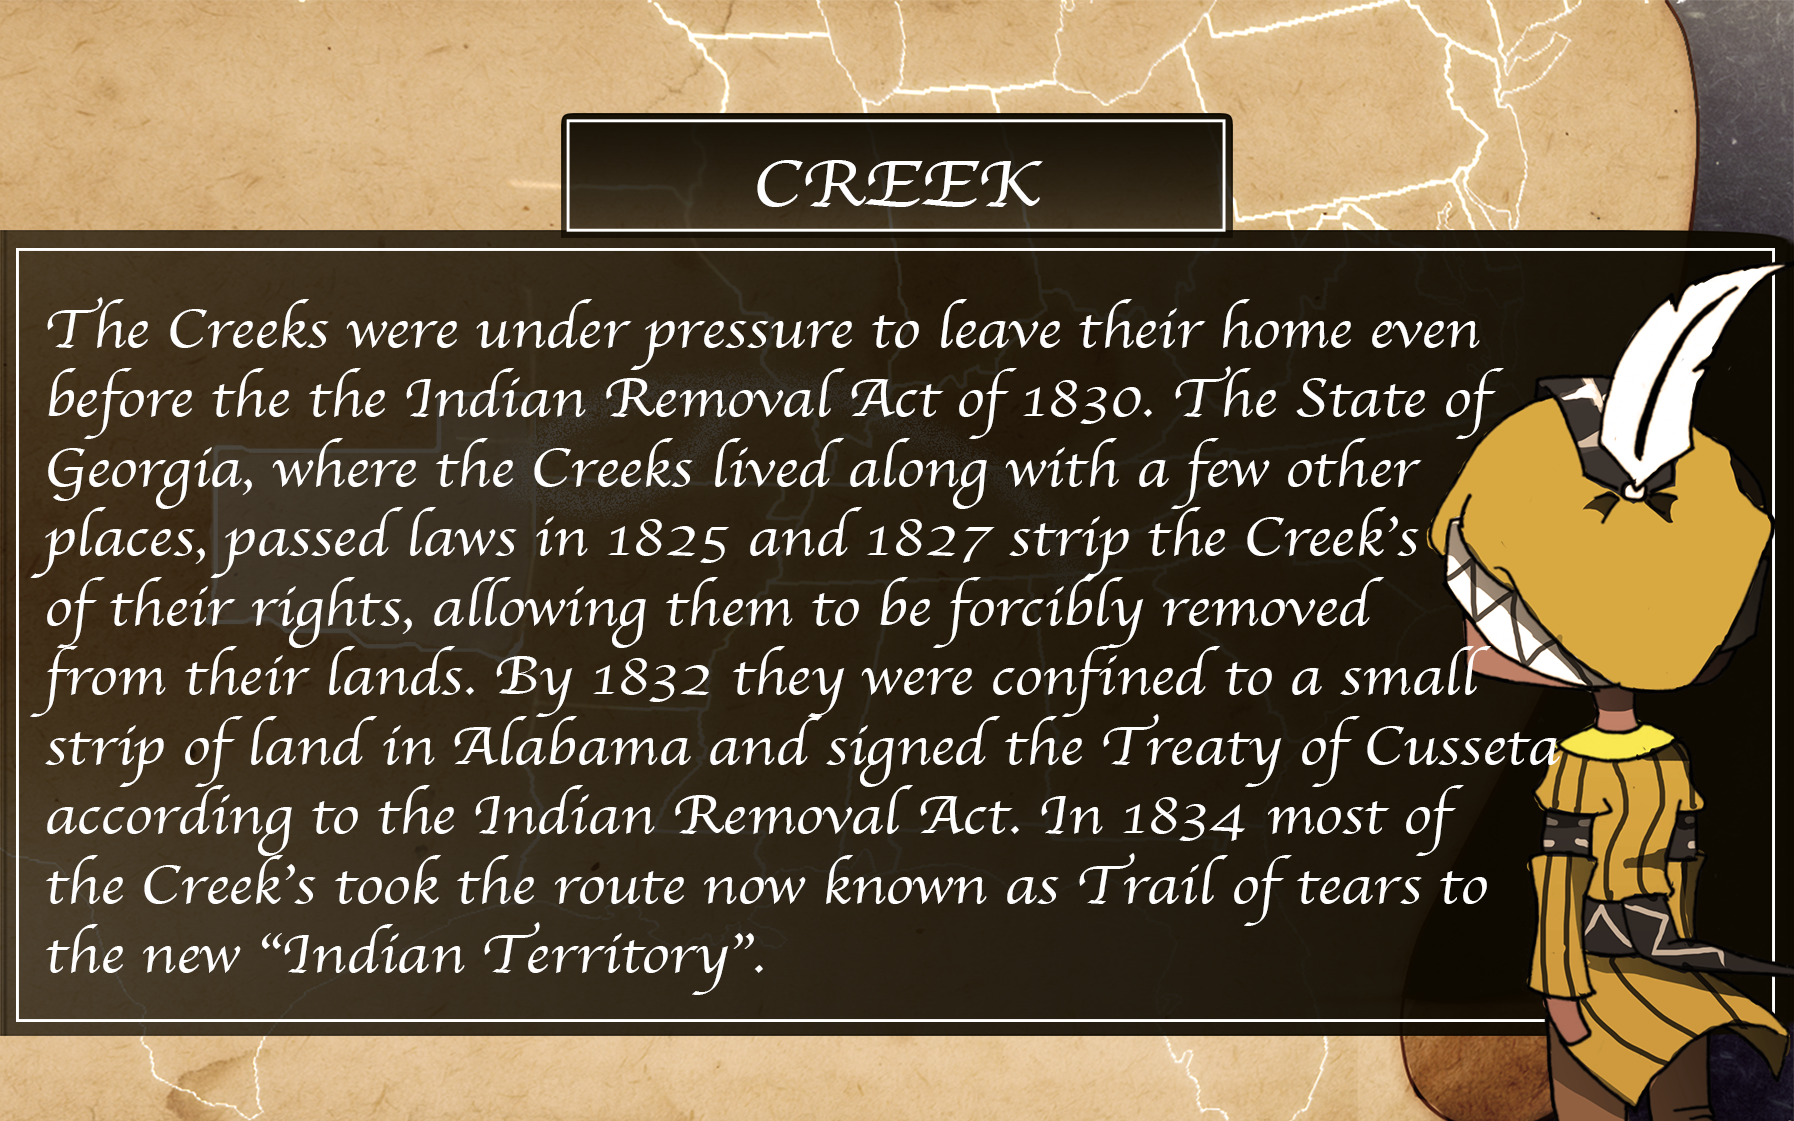 CREEK
The Creeks were under pressure to leave their home even
before the the Indian Removal Act of 1830. The State of
Georgia, where the Creeks lived along with a few other
places, passed laws in 1825 and 1827 strip the Creek's
of their rights, allowing them to be forcibly removed
from their lands. By 1832 they were confined to a small
strip of land in Alabama and signed the Treaty of Cusseta
according to the Indian Removal Act. In 1834 most of
the Creek's took the route now known as Trail of tears to
the new “Indian Territory”.